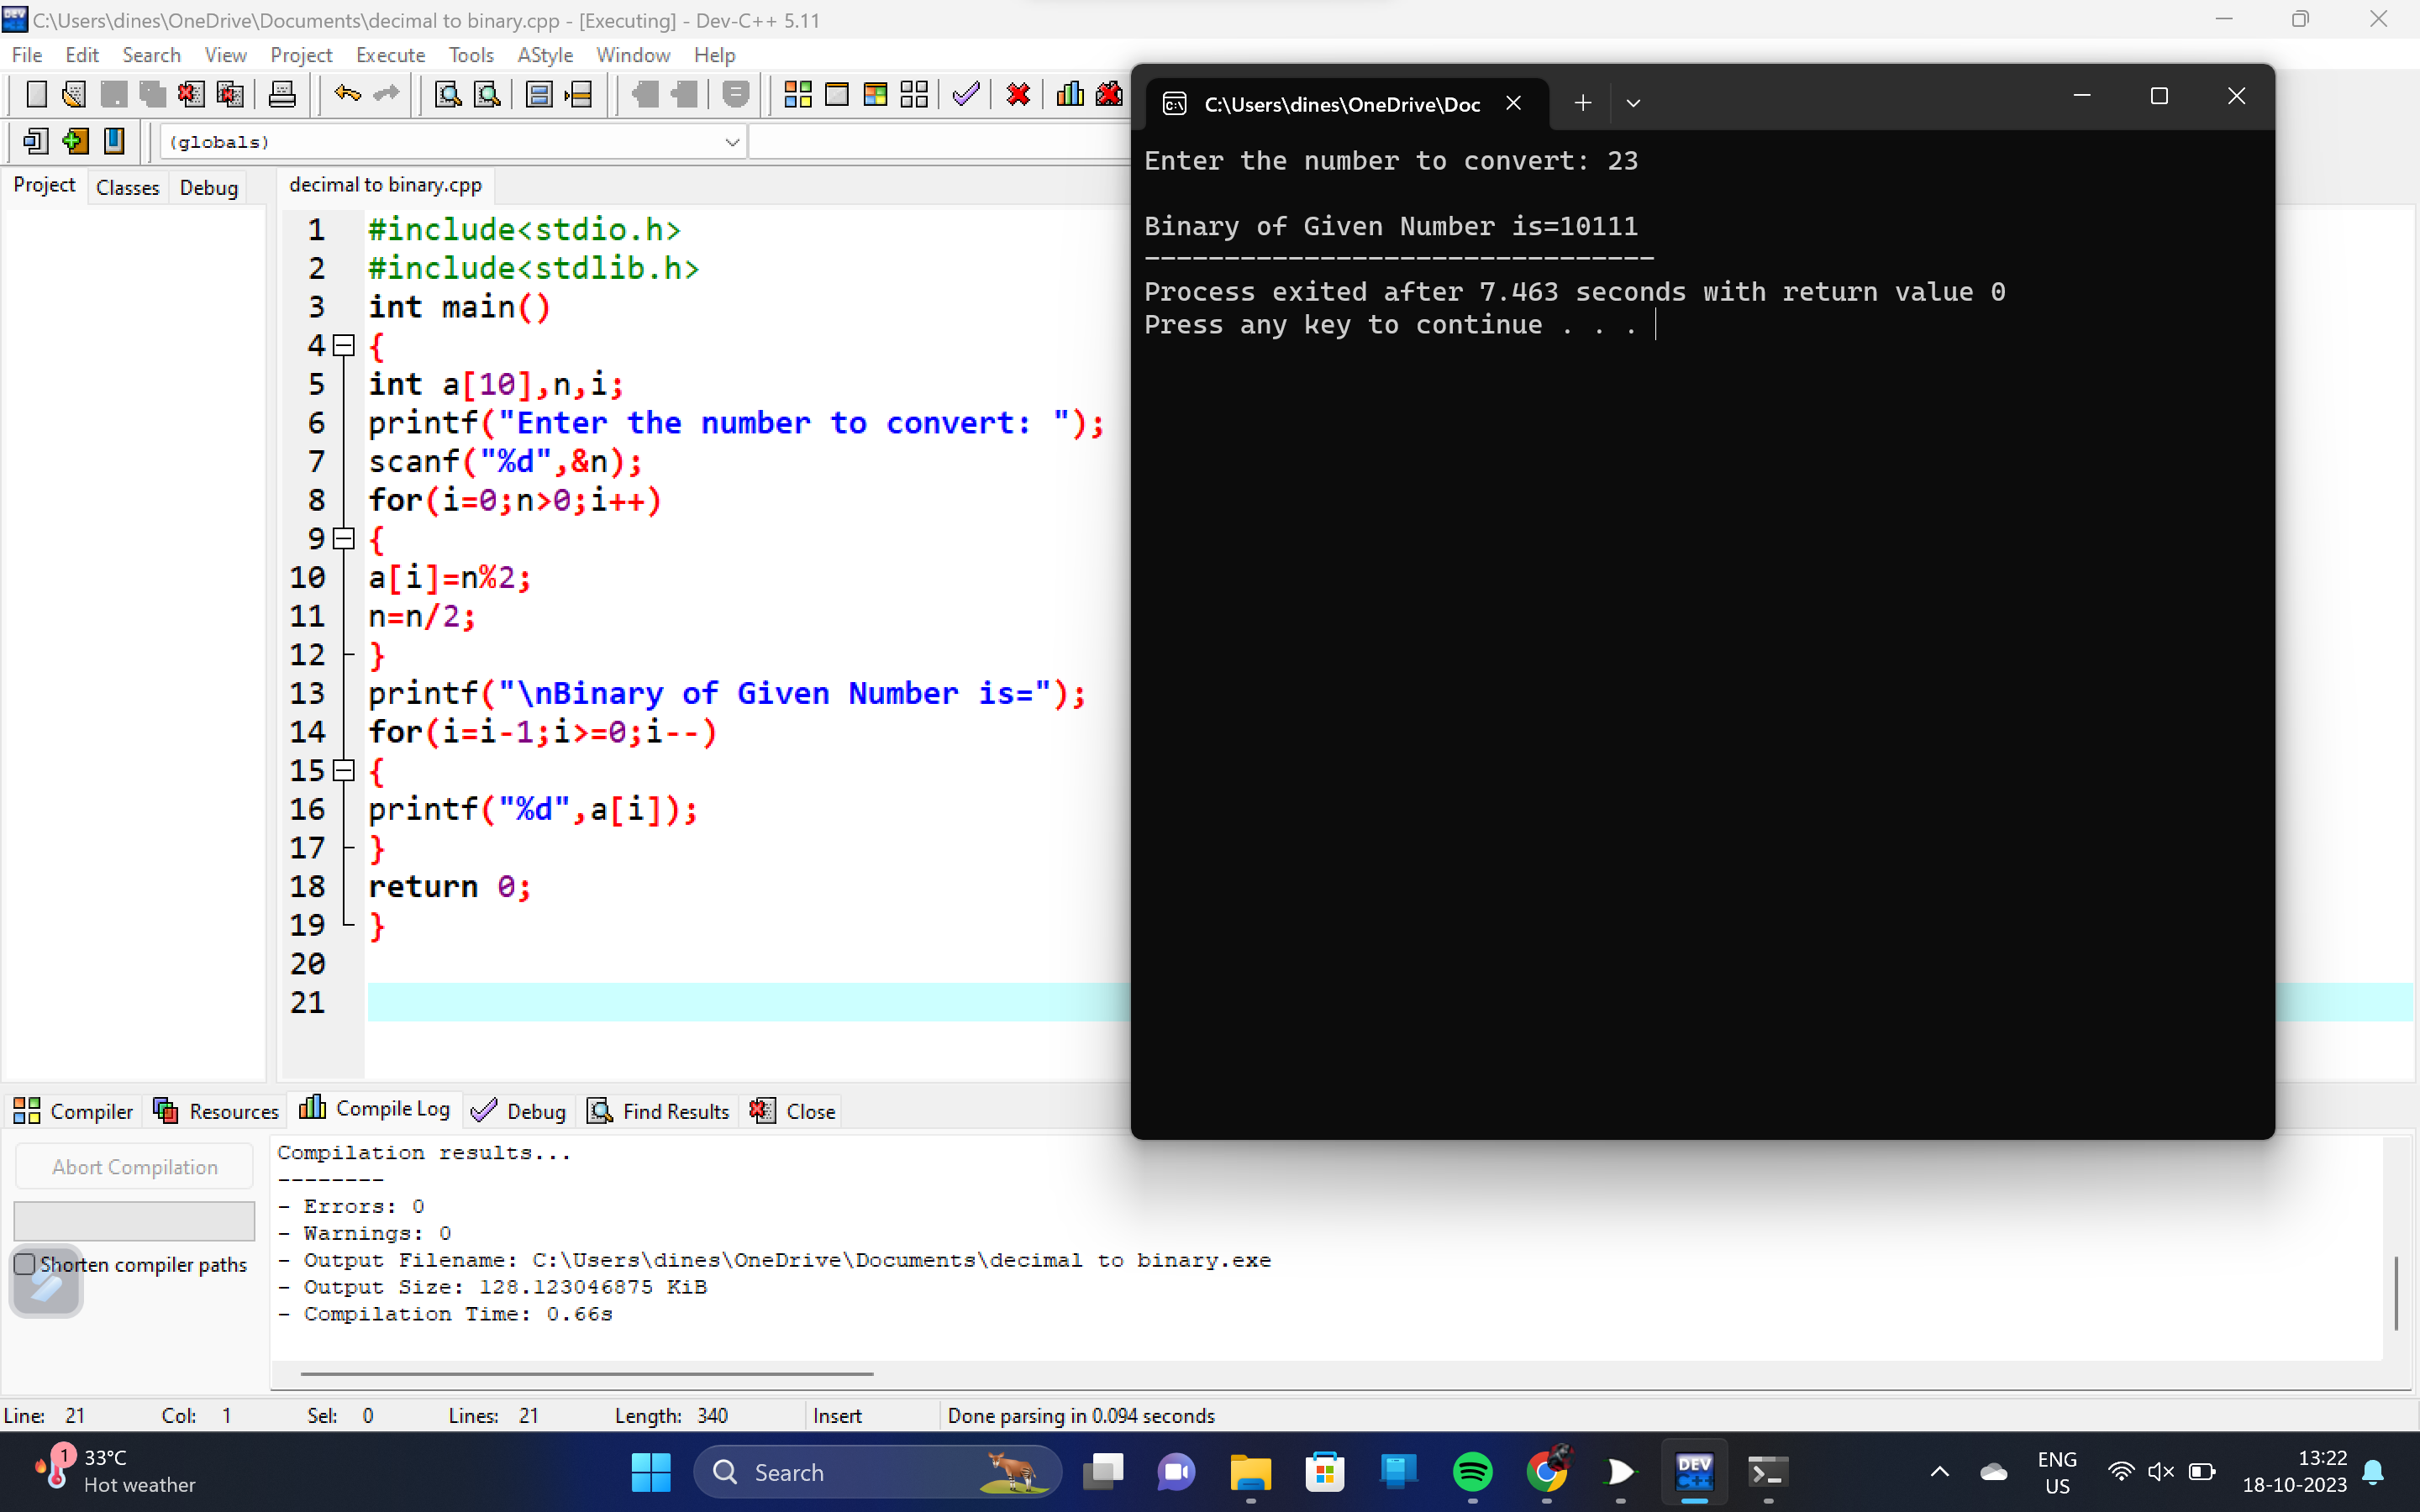 C:\Users\dines\OneDrive\Documents\decimal to binary.cpp - [Executing] - Dev-C++ 5.11
File Edit Search View Project Execute Tools AStyle Window Help
(globals)
Project Classes Debug
decimal to binary.cpp
1 #include<stdio.h>
2 #include<stdlib.h>
3 int main()
4 {
5 int a[10],n,i;
6 printf("Enter the number to convert: ");
7 scanf("%d",&n);
8 for(i=0;n>0;i++)
9 {
10 a[i]=n%2;
11 n=n/2;
12 }
13 printf("\nBinary of Given Number is=");
14 for(i=i-1;i>=0;i--)
15 {
16 printf("%d",a[i]);
17 }
18 return 0;
19 }
20
21
C:\Users\dines\OneDrive\Doc
Enter the number to convert: 23
Binary of Given Number is=10111
--------------------------------
Process exited after 7.463 seconds with return value 0
Press any key to continue . . .
Compiler Resources Compile Log Debug Find Results Close
Abort Compilation
Shorten compiler paths
Compilation results...
--------
- Errors: 0
- Warnings: 0
- Output Filename: C:\Users\dines\OneDrive\Documents\decimal to binary.exe
- Output Size: 128.123046875 KiB
- Compilation Time: 0.66s
Line: 21 Col: 1 Sel: 0 Lines: 21 Length: 340 Insert Done parsing in 0.094 seconds
1
33°C
Hot weather
Search
DEV C++
ENG
US
13:22
18-10-2023